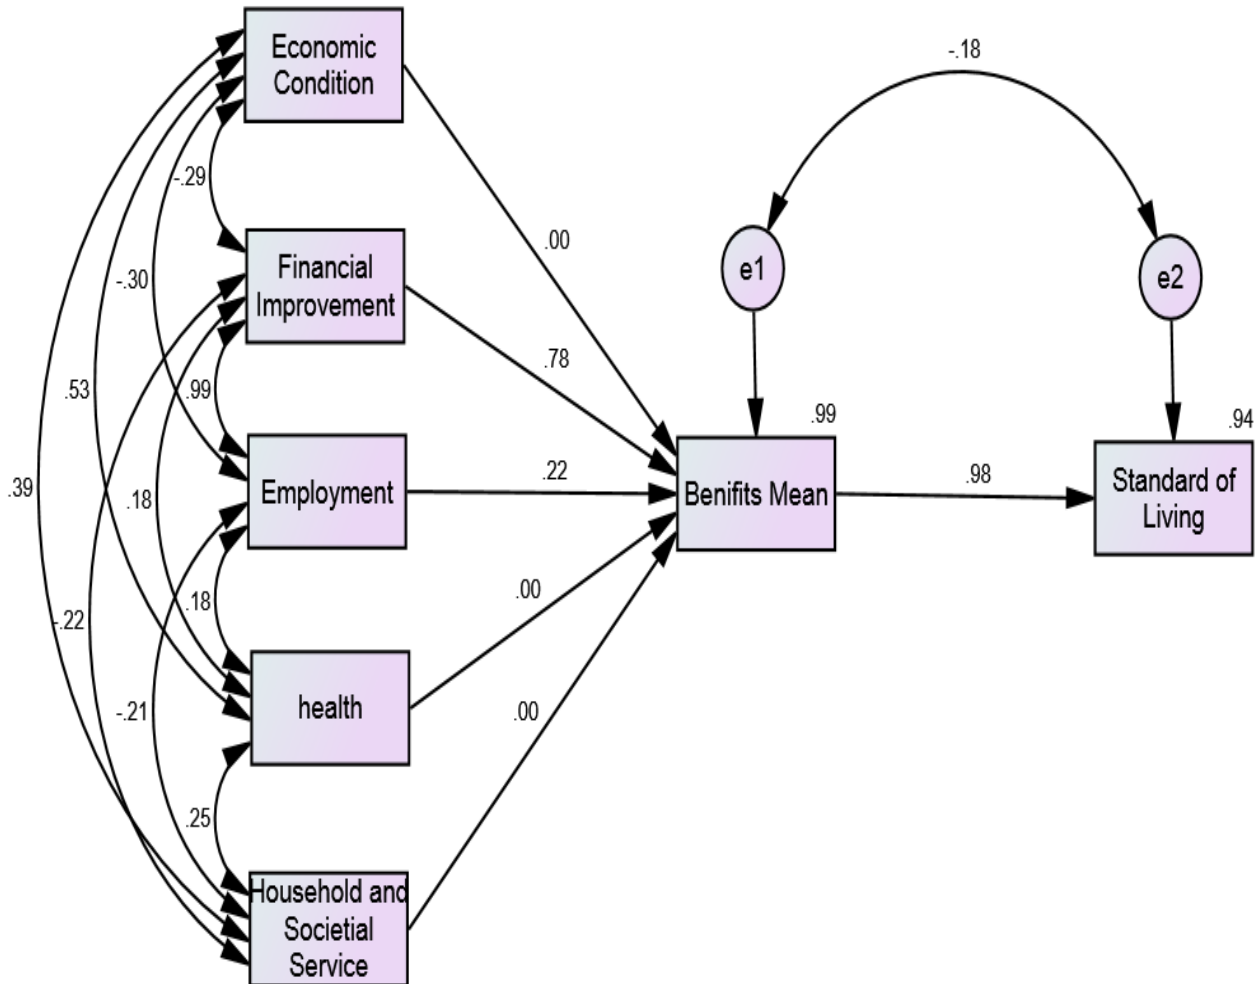 -.18
Economic
Condition
-.29
.00
e1
e2
-.30
Financial
Improvement
.78
.53
.99
.99
.94
.39
.18
Employment
.22
Benifits Mean
.98
Standard of
Living
.18
.00
-.22
-.21
health
.00
.25
Household and
Societial
Service